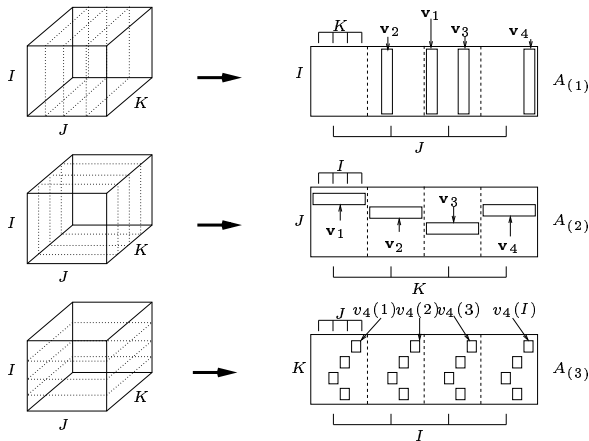 I
K
J
K
v₂
v₁
v₃
v₄
I
A₍₁₎
J
I
K
J
I
v₃
J
v₁
v₂
v₄
A₍₂₎
K
I
K
J
J
v₄(1)
v₄(2)
v₄(3)
v₄(I)
K
A₍₃₎
I